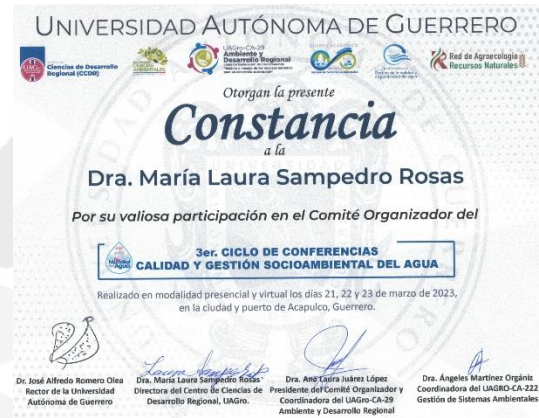 UNIVERSIDAD AUTÓNOMA DE GUERRERO
Ciencias de Desarrollo
Regional (CCDR)
CIENCIAS
AMBIENTALES
UAGro-CA-29
Ambiente y
Desarrollo Regional
Red de Agroecología
Recursos Naturales
Otorgan la presente
Constancia
a la
Dra. María Laura Sampedro Rosas
Por su valiosa participación en el Comité Organizador del
3er. CICLO DE CONFERENCIAS
CALIDAD Y GESTIÓN SOCIOAMBIENTAL DEL AGUA
Realizado en modalidad presencial y virtual los días 21, 22 y 23 de marzo de 2023,
en la ciudad y puerto de Acapulco, Guerrero.
Dr. José Alfredo Romero Olea
Rector de la Universidad
Autónoma de Guerrero
Dra. María Laura Sampedro Rosas
Directora del Centro de Ciencias de
Desarrollo Regional, UAGro.
Dra. Ana Laura Juárez López
Presidente del Comité Organizador y
Coordinadora del UAGro-CA-29
Ambiente y Desarrollo Regional
Dra. Ángeles Martínez Orgániz
Coordinadora del UAGRO-CA-222
Gestión de Sistemas Ambientales